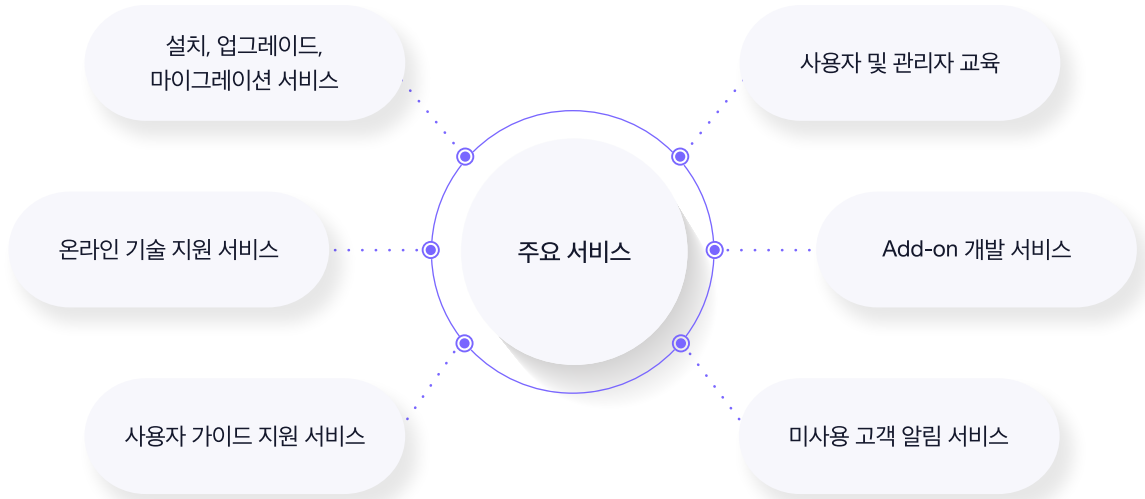 설치, 업그레이드,
마이그레이션 서비스
사용자 및 관리자 교육
온라인 기술 지원 서비스
주요 서비스
Add-on 개발 서비스
사용자 가이드 지원 서비스
미사용 고객 알림 서비스